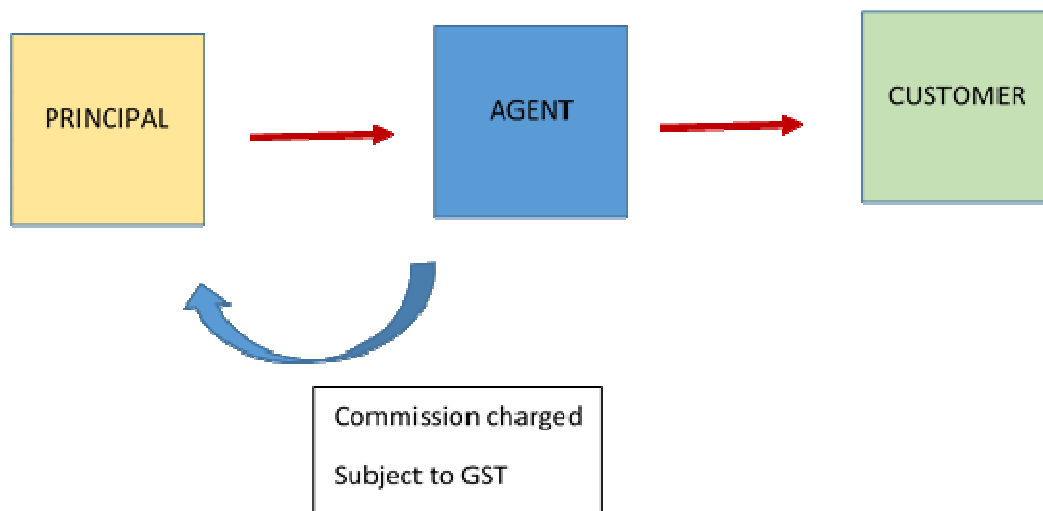 PRINCIPAL
AGENT
CUSTOMER
Commission charged
Subject to GST